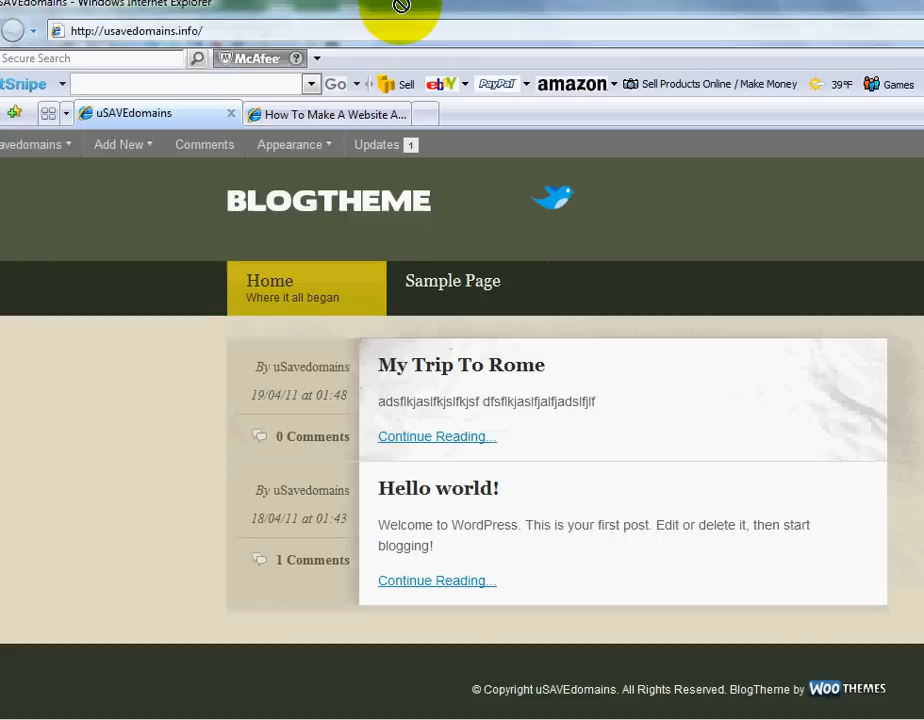 uSAVEdomains - Windows Internet Explorer
http://usavedomains.info/
Secure Search McAfee ?
tSnipe Go Sell ebY PayPal amazon Sell Products Online / Make Money 39°F Games
uSAVEdomains x How To Make A Website A...
avedomains Add New Comments Appearance Updates 1
BLOGTHEME
Home Sample Page
Where it all began
By uSavedomains
19/04/11 at 01:48
0 Comments
My Trip To Rome
adsflkjaslfkjslfkjsf dfsflkjaslfjalfjadslfjlf
Continue Reading...
By uSavedomains
18/04/11 at 01:43
1 Comments
Hello world!
Welcome to WordPress. This is your first post. Edit or delete it, then start
blogging!
Continue Reading...
© Copyright uSAVEdomains. All Rights Reserved. BlogTheme by WOO THEMES